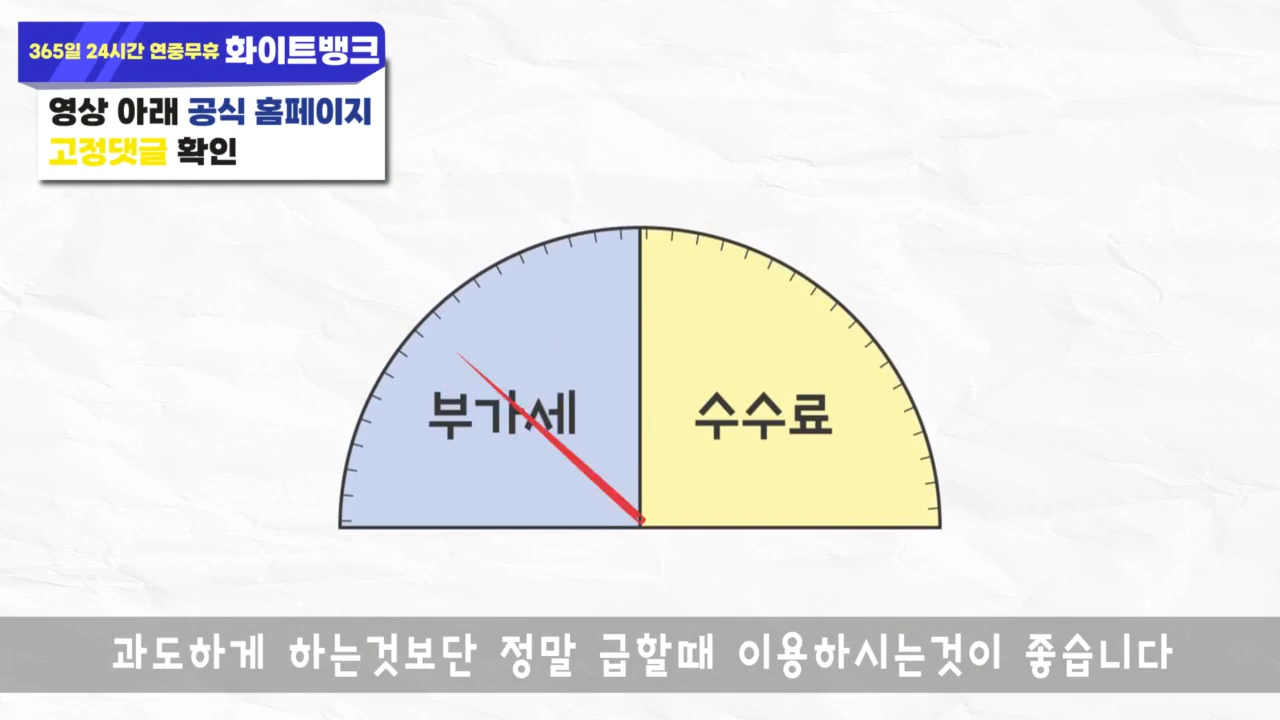 365일 24시간 연중무휴 화이트뱅크
영상 아래 공식 홈페이지
고정댓글 확인
부가세
수수료
과도하게 하는것보단 정말 급할때 이용하시는것이 좋습니다